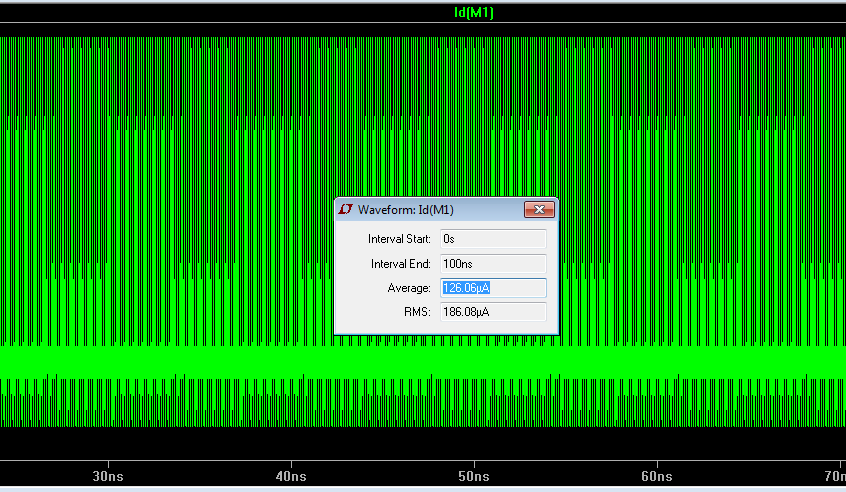 Id(M1)
Waveform: Id(M1)
Interval Start: 0s
Interval End: 100ns
Average: 126.06µA
RMS: 186.08µA
30ns 40ns 50ns 60ns 70n